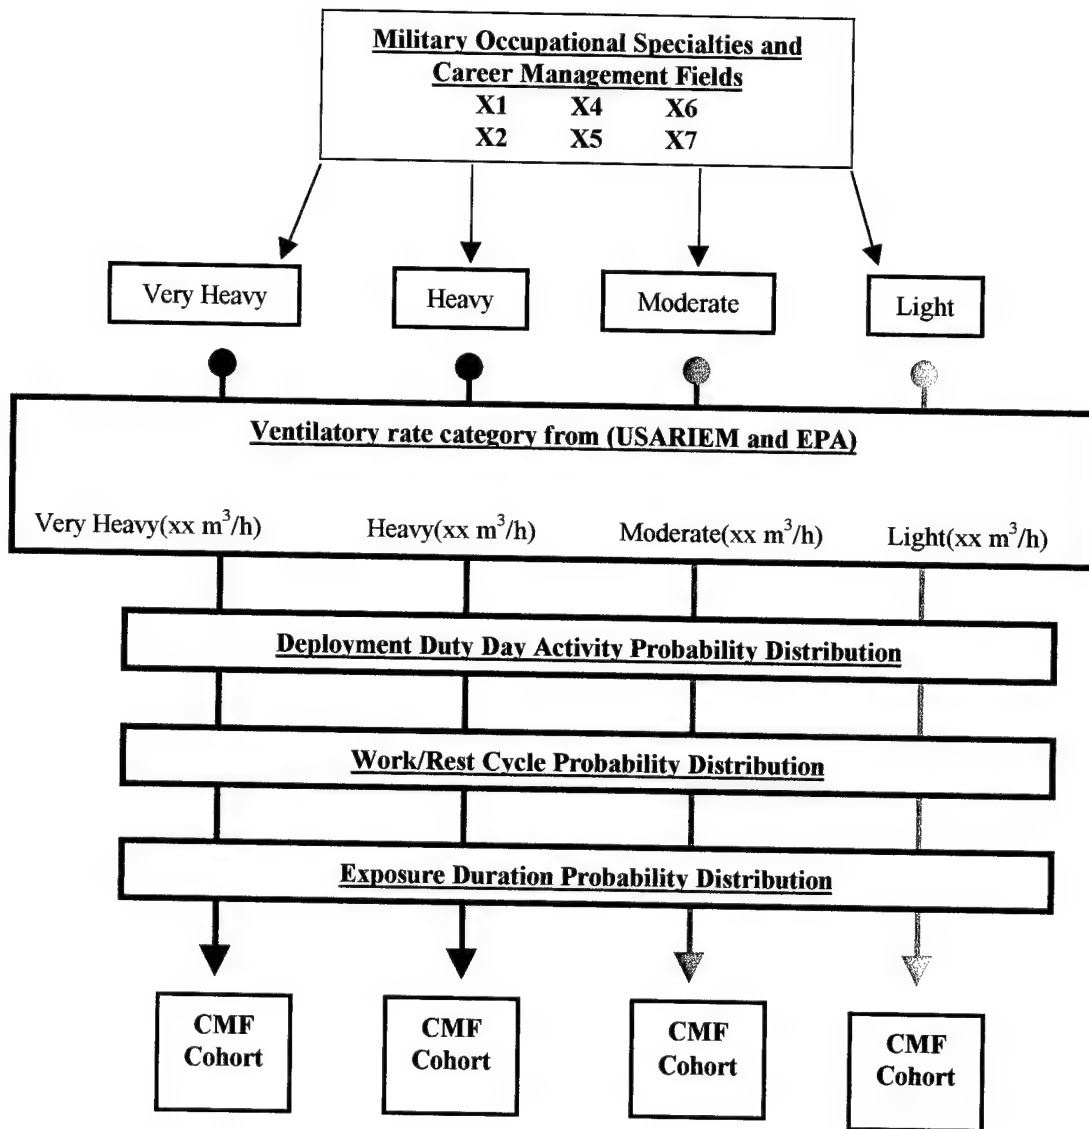 Military Occupational Specialties and
Career Management Fields
X1 X4 X6
X2 X5 X7
Very Heavy Heavy Moderate Light
Ventilatory rate category from (USARIEM and EPA)
Very Heavy(xx m³/h) Heavy(xx m³/h) Moderate(xx m³/h) Light(xx m³/h)
Deployment Duty Day Activity Probability Distribution
Work/Rest Cycle Probability Distribution
Exposure Duration Probability Distribution
CMF CMF CMF CMF
Cohort Cohort Cohort Cohort